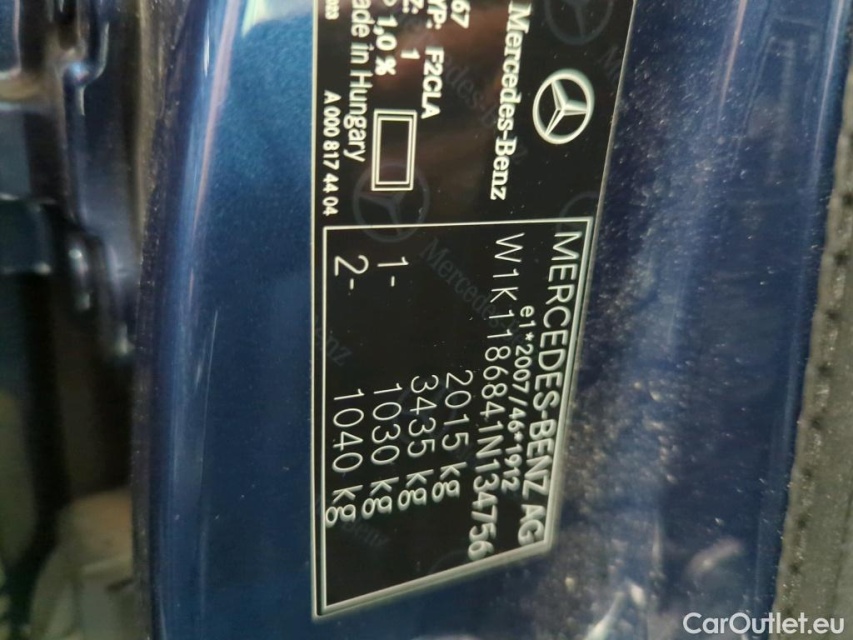 MERCEDES-BENZ AG
e1*2007/46*1912
W1K1186841N134756
2015 kg
3435 kg
1- 1030 kg
2- 1040 kg
Mercedes-Benz
F2CLA
1
1,0 %
in Hungary
A 000 817 44 04
CarOutlet.eu